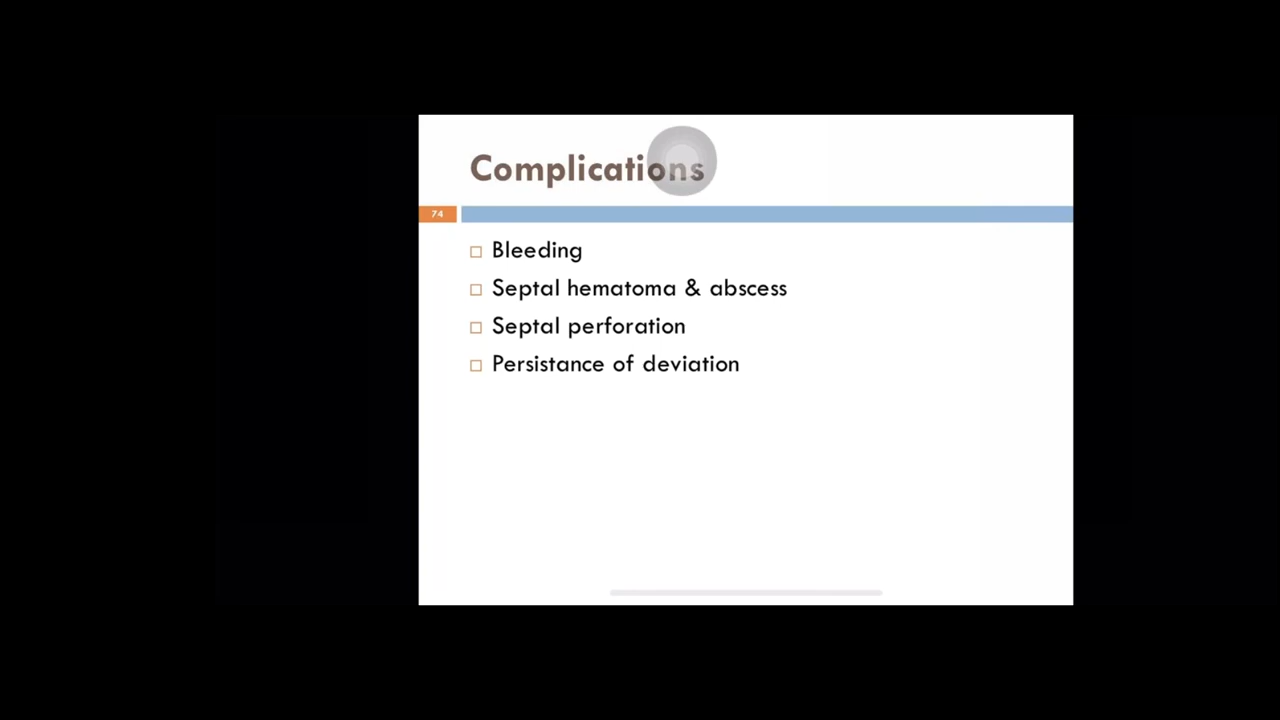 Complications
74
Bleeding
Septal hematoma & abscess
Septal perforation
Persistance of deviation